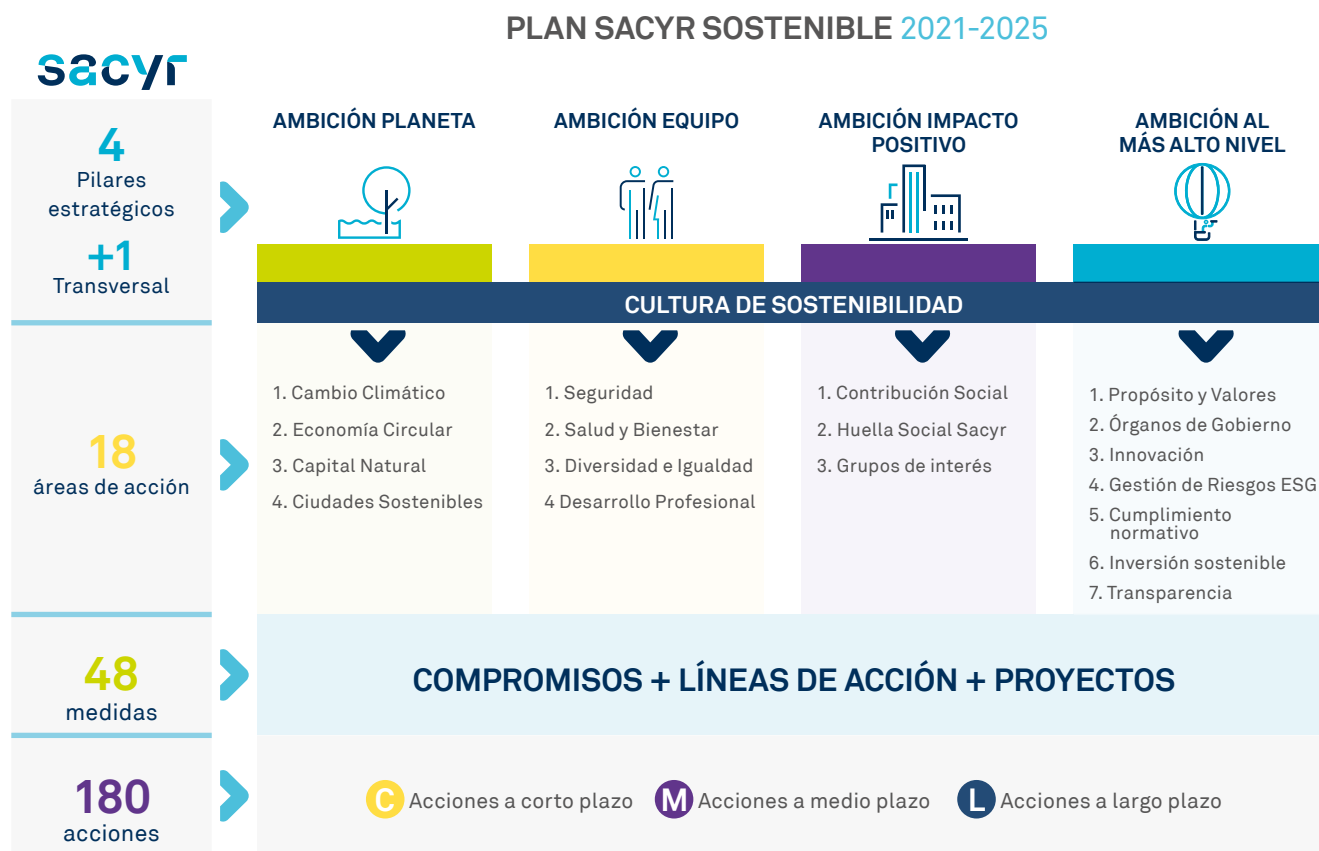 PLAN SACYR SOSTENIBLE 2021-2025
sacyr
4
Pilares
estratégicos
+1
Transversal
AMBICIÓN PLANETA
AMBICIÓN EQUIPO
AMBICIÓN IMPACTO
POSITIVO
AMBICIÓN AL
MÁS ALTO NIVEL
CULTURA DE SOSTENIBILIDAD
18
áreas de acción
1. Cambio Climático
2. Economía Circular
3. Capital Natural
4. Ciudades Sostenibles
1. Seguridad
2. Salud y Bienestar
3. Diversidad e Igualdad
4 Desarrollo Profesional
1. Contribución Social
2. Huella Social Sacyr
3. Grupos de interés
1. Propósito y Valores
2. Órganos de Gobierno
3. Innovación
4. Gestión de Riesgos ESG
5. Cumplimiento
normativo
6. Inversión sostenible
7. Transparencia
48
medidas
COMPROMISOS + LÍNEAS DE ACCIÓN + PROYECTOS
180
acciones
C Acciones a corto plazo
M Acciones a medio plazo
L Acciones a largo plazo